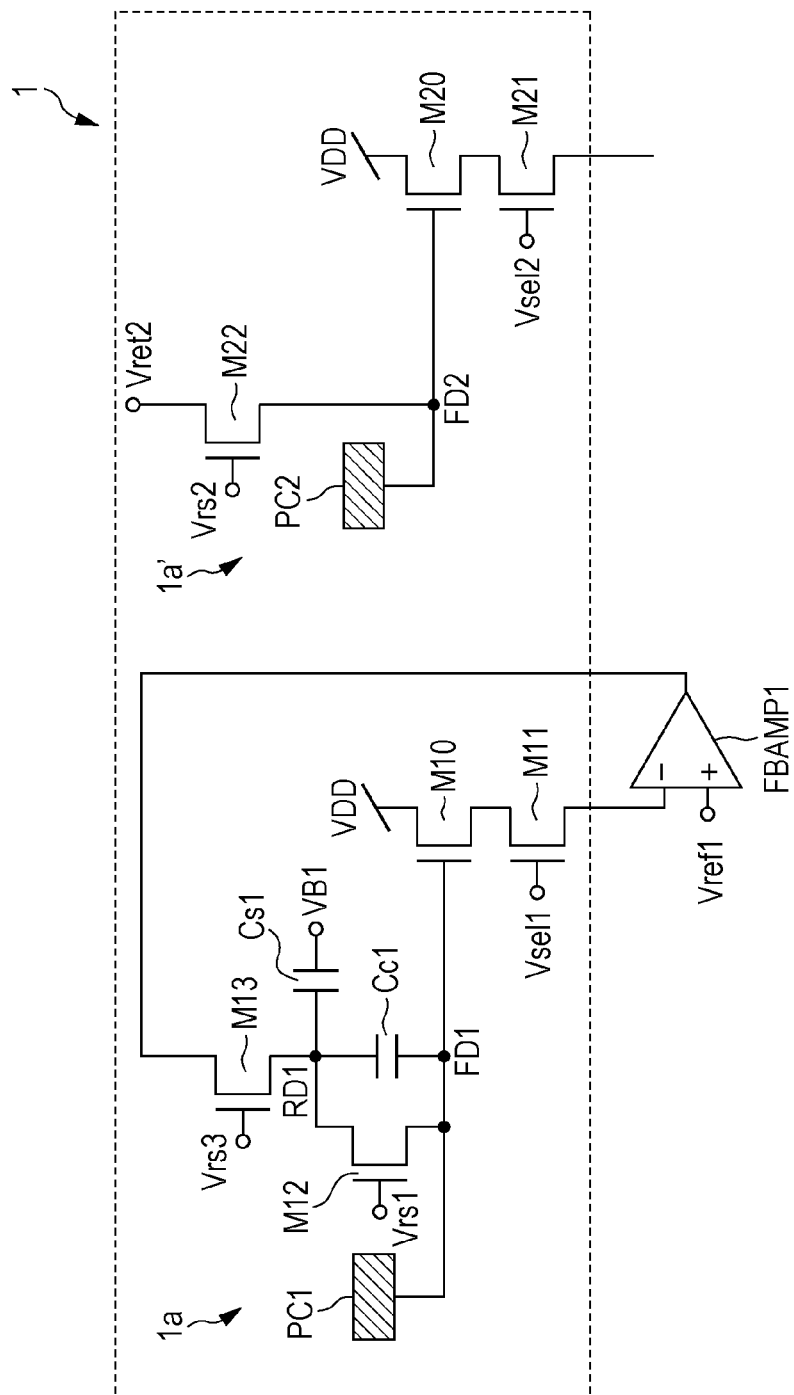 1
1a
PC1
M12
Vrs1
Vrs3
M13
RD1
Cs1
VB1
Cc1
FD1
VDD
M10
M11
Vsel1
Vref1
−
+
FBAMP1
1a'
PC2
Vrs2
M22
Vret2
FD2
VDD
M20
M21
Vsel2